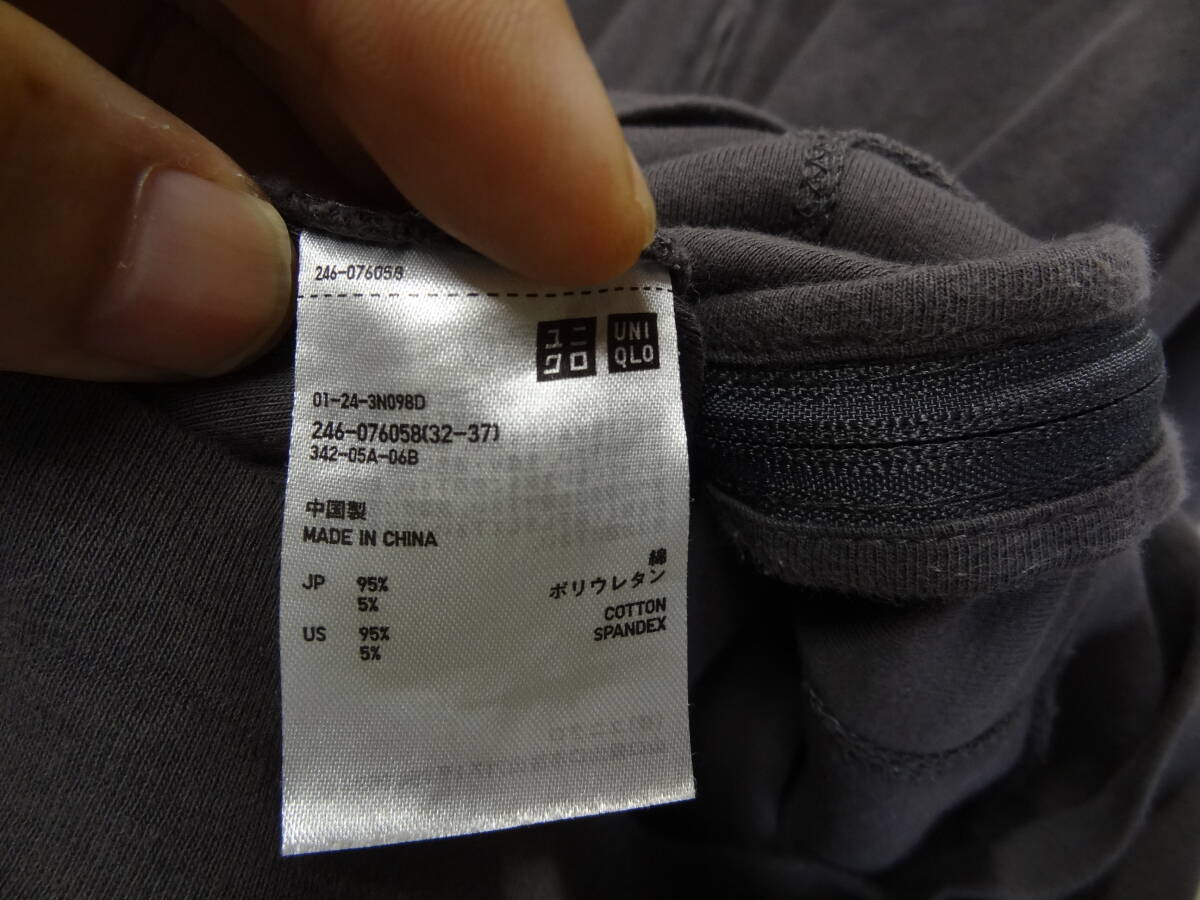 246-076058
ユニ
クロ
UNI
QLO
01-24-3N098D
246-076058(32-37)
342-05A-06B
中国製
MADE IN CHINA
JP 95% 綿
5% ポリウレタン
US 95% COTTON
5% SPANDEX